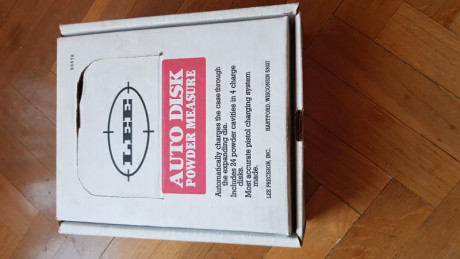 LEE
AUTO DISK
POWDER MEASURE
Automatically charges the case through
the expanding die.
Includes 24 powder cavities in 4 charge
disks.
Most accurate pistol charging system
made.
LEE PRECISION, INC. HARTFORD, WISCONSIN 53027